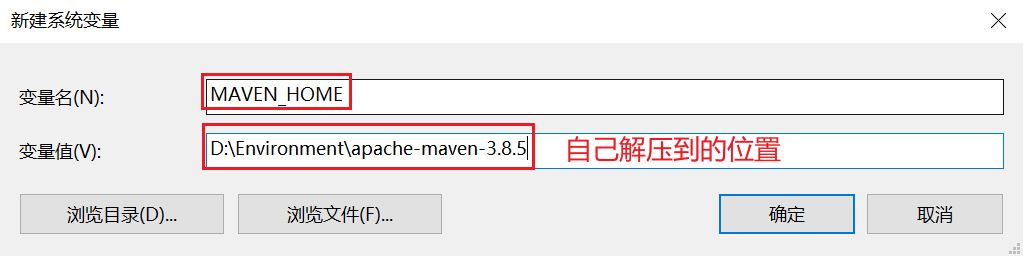 新建系统变量
变量名(N):
MAVEN_HOME
变量值(V):
D:\Environment\apache-maven-3.8.5
自己解压到的位置
浏览目录(D)...
浏览文件(F)...
确定
取消